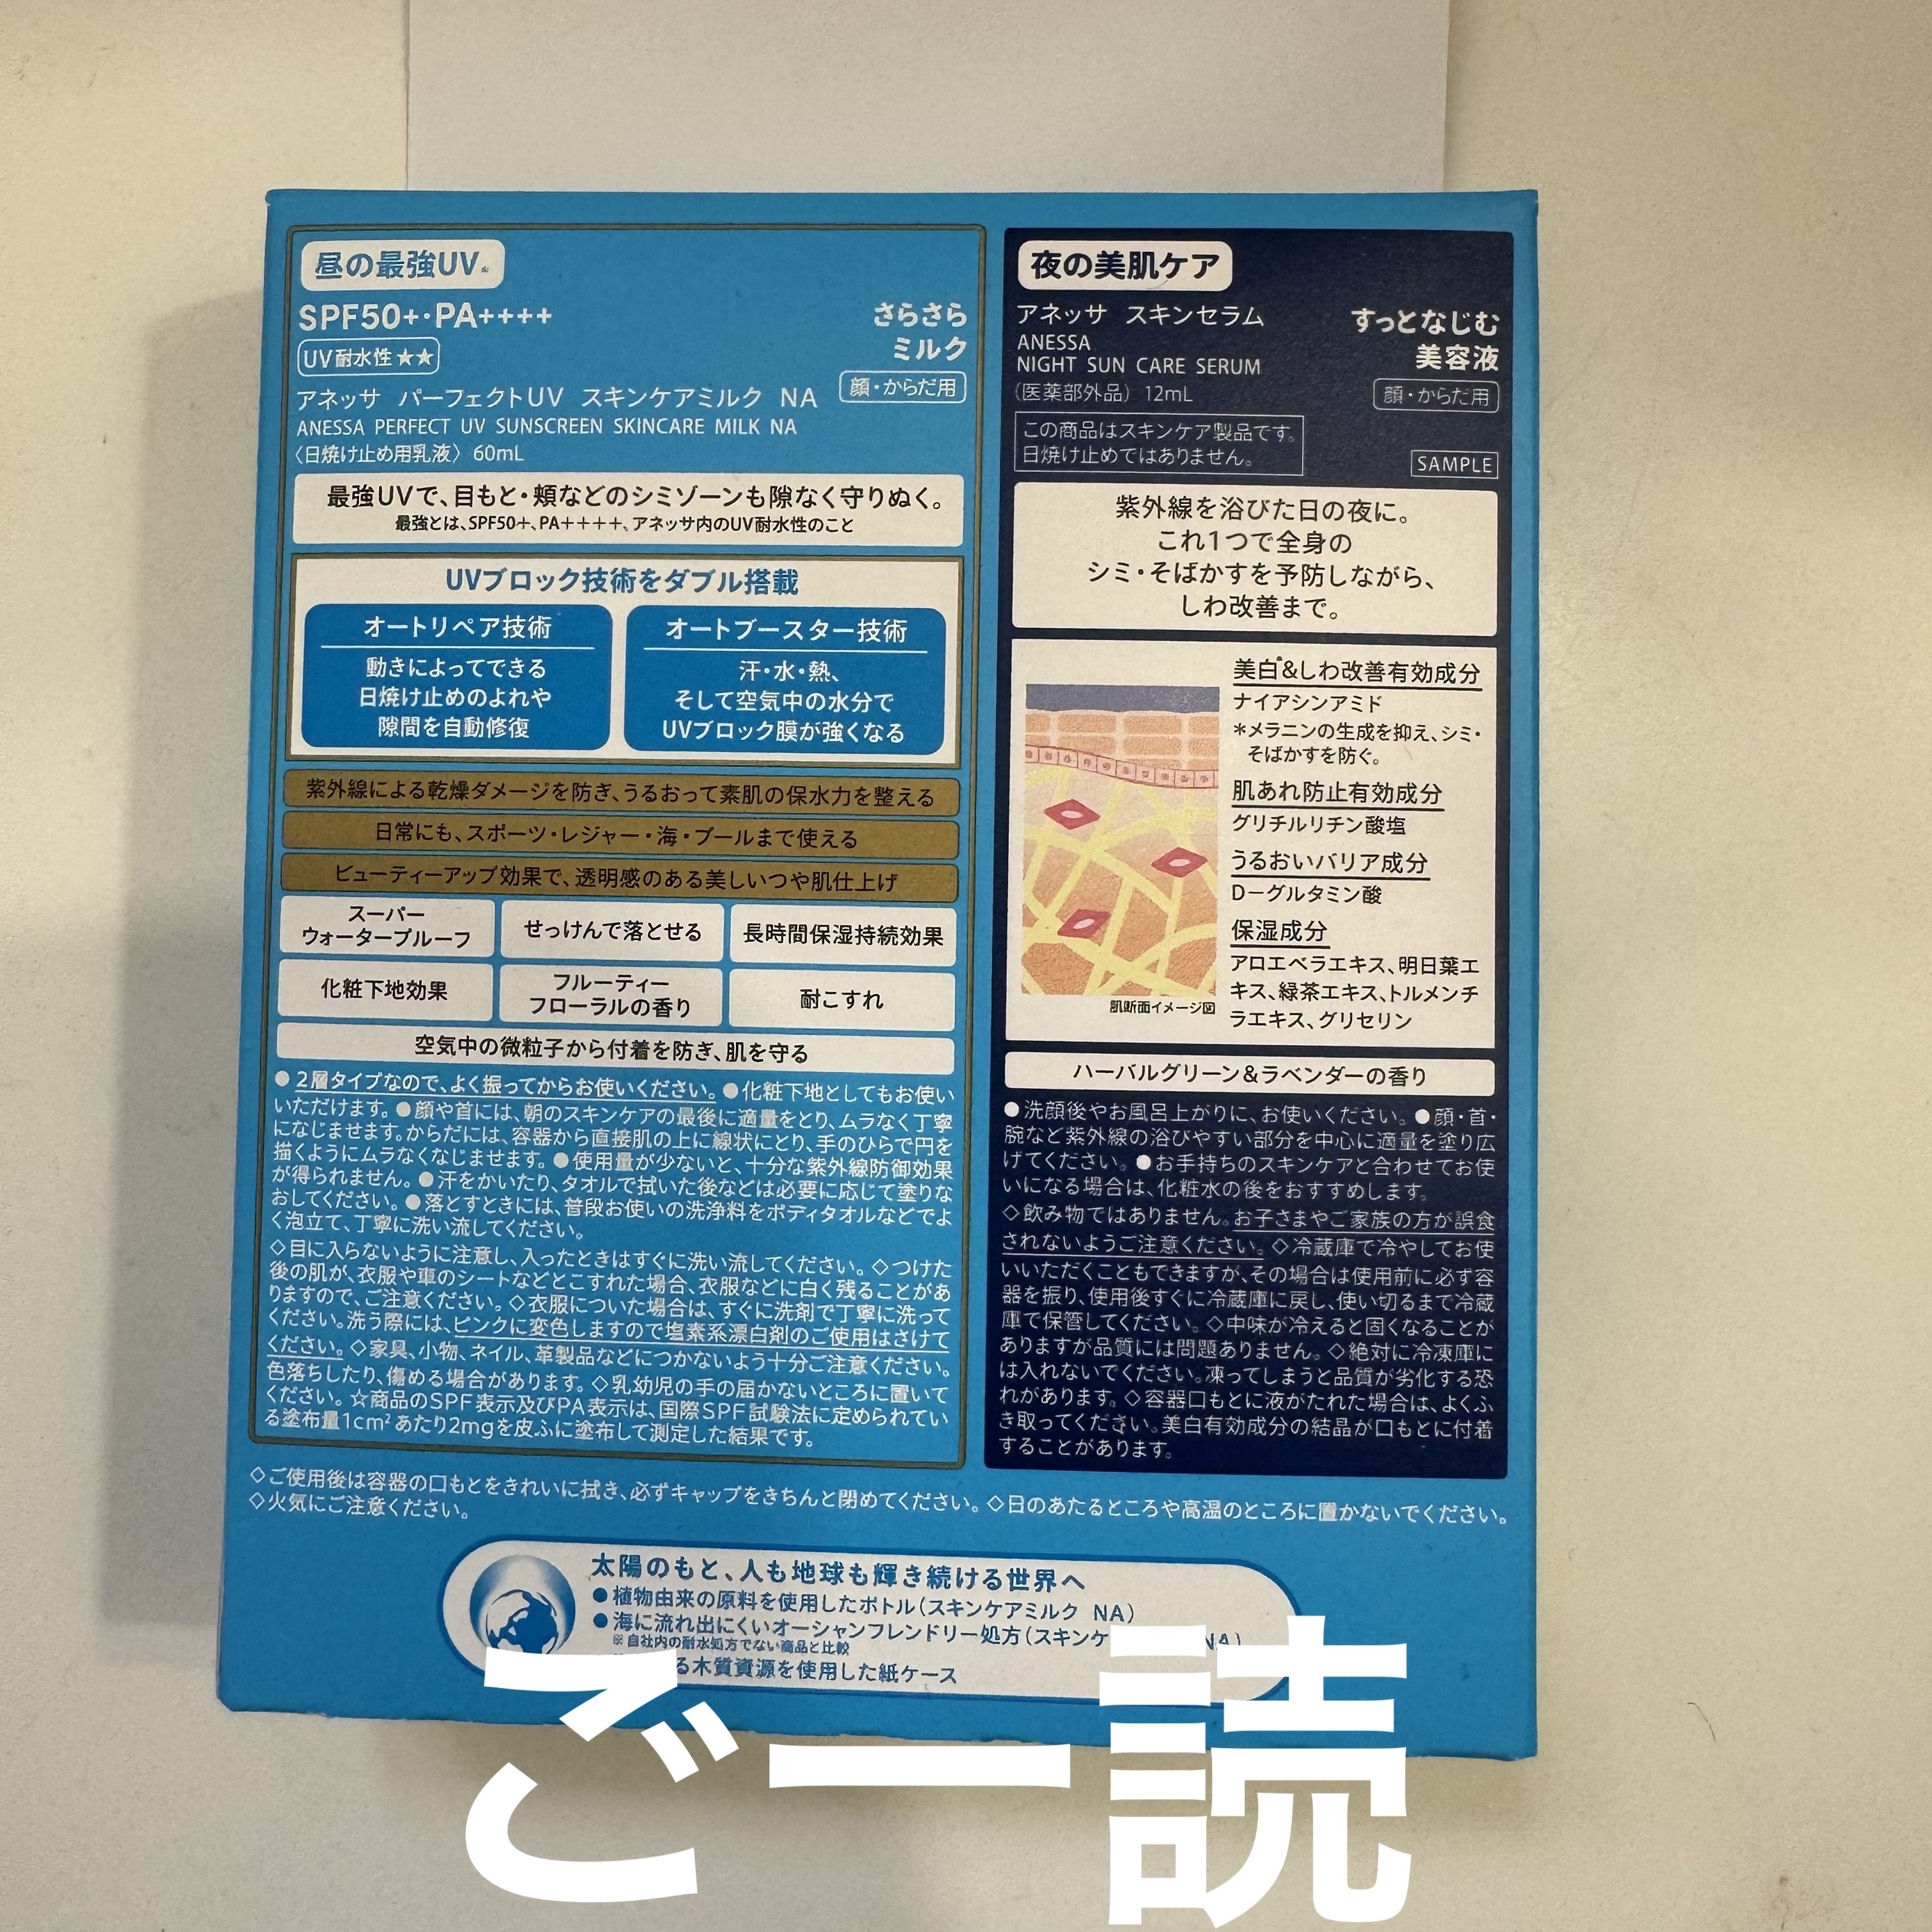 昼の最強UV
SPF50+・PA++++
UV耐水性★★
さらさら
ミルク
顔・からだ用
アネッサ パーフェクトUV スキンケアミルク NA
ANESSA PERFECT UV SUNSCREEN SKINCARE MILK NA
〈日焼け止め用乳液〉 60mL
最強UVで、目もと・頬などのシミゾーンも隙なく守りぬく。
最強とは、SPF50+、PA++++、アネッサ内のUV耐水性のこと
UVブロック技術をダブル搭載
オートリペア技術
動きによってできる
日焼け止めのよれや
隙間を自動修復
オートブースター技術
汗・水・熱、
そして空気中の水分で
UVブロック膜が強くなる
紫外線による乾燥ダメージを防ぎ、うるおって素肌の保水力を整える
日常にも、スポーツ・レジャー・海・プールまで使える
ビューティーアップ効果で、透明感のある美しいつや肌仕上げ
スーパー
ウォータープルーフ
せっけんで落とせる
長時間保湿持続効果
化粧下地効果
フルーティー
フローラルの香り
耐こすれ
空気中の微粒子から付着を防ぎ、肌を守る
●2層タイプなので、よく振ってからお使いください。●化粧下地としてもお使い
いただけます。●顔や首には、朝のスキンケアの最後に適量をとり、ムラなく丁寧
になじませます。からだには、容器から直接肌の上に線状にとり、手のひらで円を
描くようにムラなくなじませます。●使用量が少ないと、十分な紫外線防御効果
が得られません。●汗をかいたり、タオルで拭いた後などは必要に応じて塗りな
おしてください。●落とすときには、普段お使いの洗浄料をボディタオルなどでよ
く泡立て、丁寧に洗い流してください。
◇目に入らないように注意し、入ったときはすぐに洗い流してください。◇つけた
後の肌が、衣服や車のシートなどとこすれた場合、衣服などに白く残ることがあ
りますので、ご注意ください。◇衣服についた場合は、すぐに洗剤で丁寧に洗って
ください。洗う際には、ピンクに変色しますので塩素系漂白剤のご使用はさけて
ください。◇家具、小物、ネイル、革製品などにつかないよう十分ご注意ください。
色落ちしたり、傷める場合があります。◇乳幼児の手の届かないところに置いて
ください。☆商品のSPF表示及びPA表示は、国際SPF試験法に定められてい
る塗布量1cm²あたり2mgを皮ふに塗布して測定した結果です。
夜の美肌ケア
アネッサ スキンセラム
ANESSA
NIGHT SUN CARE SERUM
(医薬部外品) 12mL
すっとなじむ
美容液
顔・からだ用
この商品はスキンケア製品です。
日焼け止めではありません。
SAMPLE
紫外線を浴びた日の夜に。
これ1つで全身の
シミ・そばかすを予防しながら、
しわ改善まで。
美白*&しわ改善有効成分
ナイアシンアミド
*メラニンの生成を抑え、シミ・
そばかすを防ぐ。
肌あれ防止有効成分
グリチルリチン酸塩
うるおいバリア成分
D-グルタミン酸
保湿成分
アロエベラエキス、明日葉エ
キス、緑茶エキス、トルメンチ
ラエキス、グリセリン
肌断面イメージ図
ハーバルグリーン&ラベンダーの香り
●洗顔後やお風呂上がりに、お使いください。●顔・首・
腕など紫外線の浴びやすい部分を中心に適量を塗り広
げてください。●お手持ちのスキンケアと合わせてお使
いになる場合は、化粧水の後をおすすめします。
◇飲み物ではありません。お子さまやご家族の方が誤食
されないようご注意ください。◇冷蔵庫で冷やしてお使
いいただくこともできますが、その場合は使用前に必ず容
器を振り、使用後すぐに冷蔵庫に戻し、使い切るまで冷蔵
庫で保管してください。◇中味が冷えると固くなることが
ありますが品質には問題ありません。◇絶対に冷凍庫に
は入れないでください。凍ってしまうと品質が劣化する恐
れがあります。◇容器口もとに液がたれた場合は、よくふ
き取ってください。美白有効成分の結晶が口もとに付着
することがあります。
◇ご使用後は容器の口もとをきれいに拭き、必ずキャップをきちんと閉めてください。◇日のあたるところや高温のところに置かないでください。
◇火気にご注意ください。
太陽のもと、人も地球も輝き続ける世界へ
●植物由来の原料を使用したボトル(スキンケアミルク NA)
●海に流れ出にくいオーシャンフレンドリー処方(スキンケ NA)
※自社内の耐水処方でない商品と比較
る木質資源を使用した紙ケース
ご一読